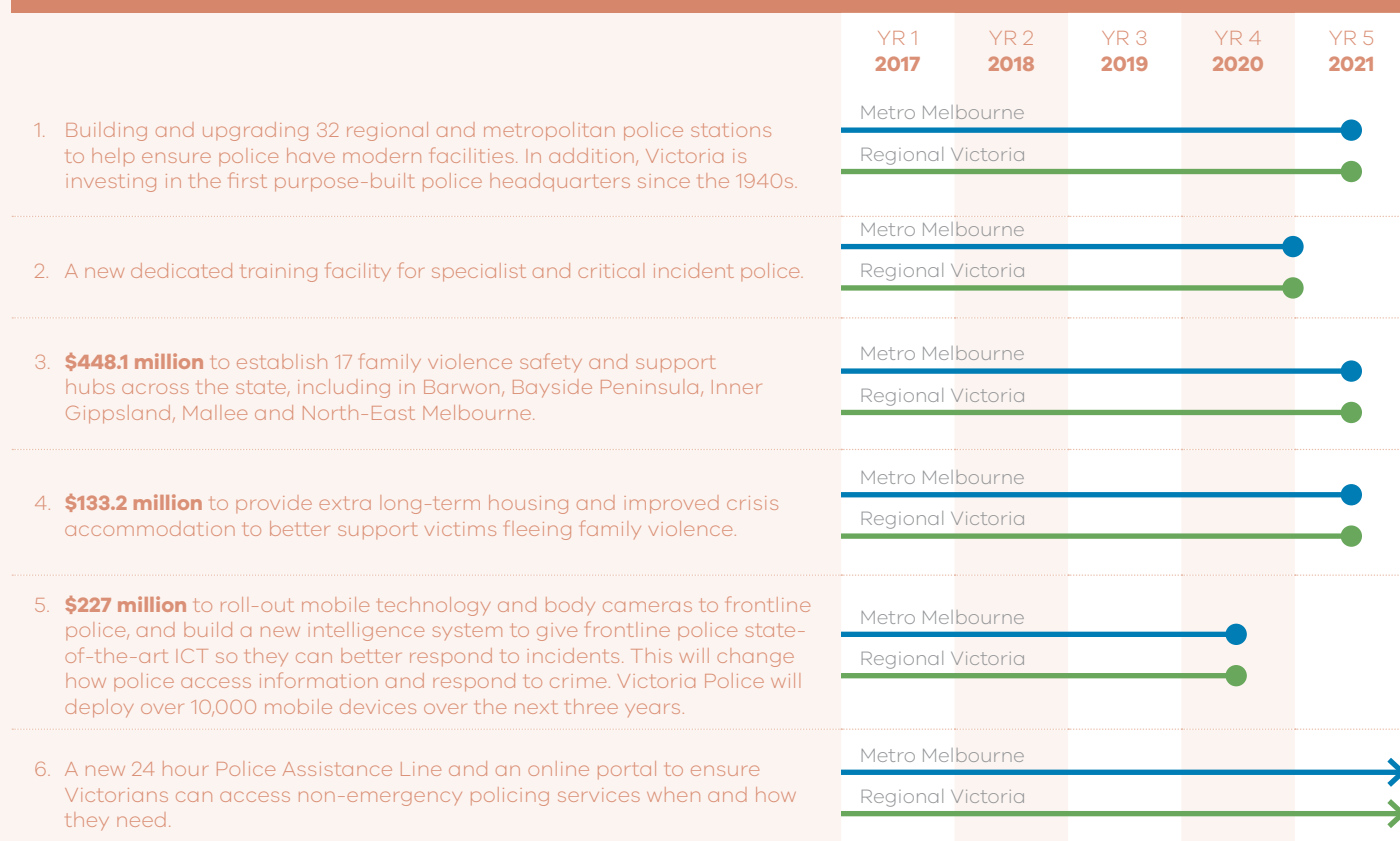 YR 1 YR 2 YR 3 YR 4 YR 5
2017 2018 2019 2020 2021
1. Building and upgrading 32 regional and metropolitan police stations
to help ensure police have modern facilities. In addition, Victoria is
investing in the first purpose-built police headquarters since the 1940s.
Metro Melbourne
Regional Victoria
2. A new dedicated training facility for specialist and critical incident police.
Metro Melbourne
Regional Victoria
3. $448.1 million to establish 17 family violence safety and support
hubs across the state, including in Barwon, Bayside Peninsula, Inner
Gippsland, Mallee and North-East Melbourne.
Metro Melbourne
Regional Victoria
4. $133.2 million to provide extra long-term housing and improved crisis
accommodation to better support victims fleeing family violence.
Metro Melbourne
Regional Victoria
5. $227 million to roll-out mobile technology and body cameras to frontline
police, and build a new intelligence system to give frontline police state-
of-the-art ICT so they can better respond to incidents. This will change
how police access information and respond to crime. Victoria Police will
deploy over 10,000 mobile devices over the next three years.
Metro Melbourne
Regional Victoria
6. A new 24 hour Police Assistance Line and an online portal to ensure
Victorians can access non-emergency policing services when and how
they need.
Metro Melbourne
Regional Victoria